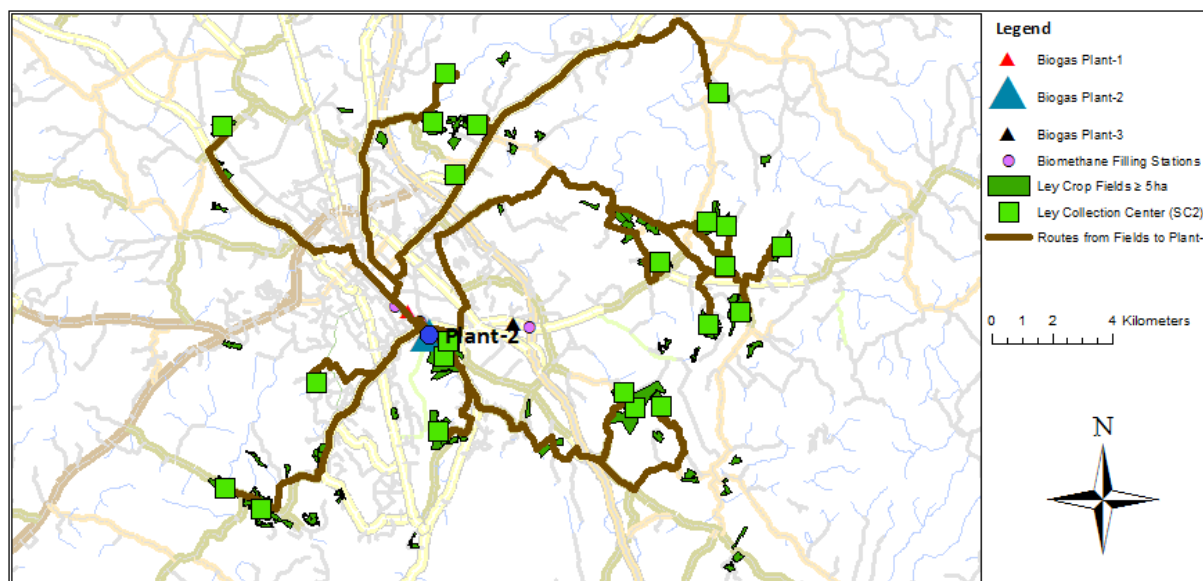 Legend
Biogas Plant-1
Biogas Plant-2
Biogas Plant-3
Biomethane Filling Stations
Ley Crop Fields ≥ 5ha
Ley Collection Center (SC2)
Routes from Fields to Plant-
0 1 2 4 Kilometers
Plant-2
N